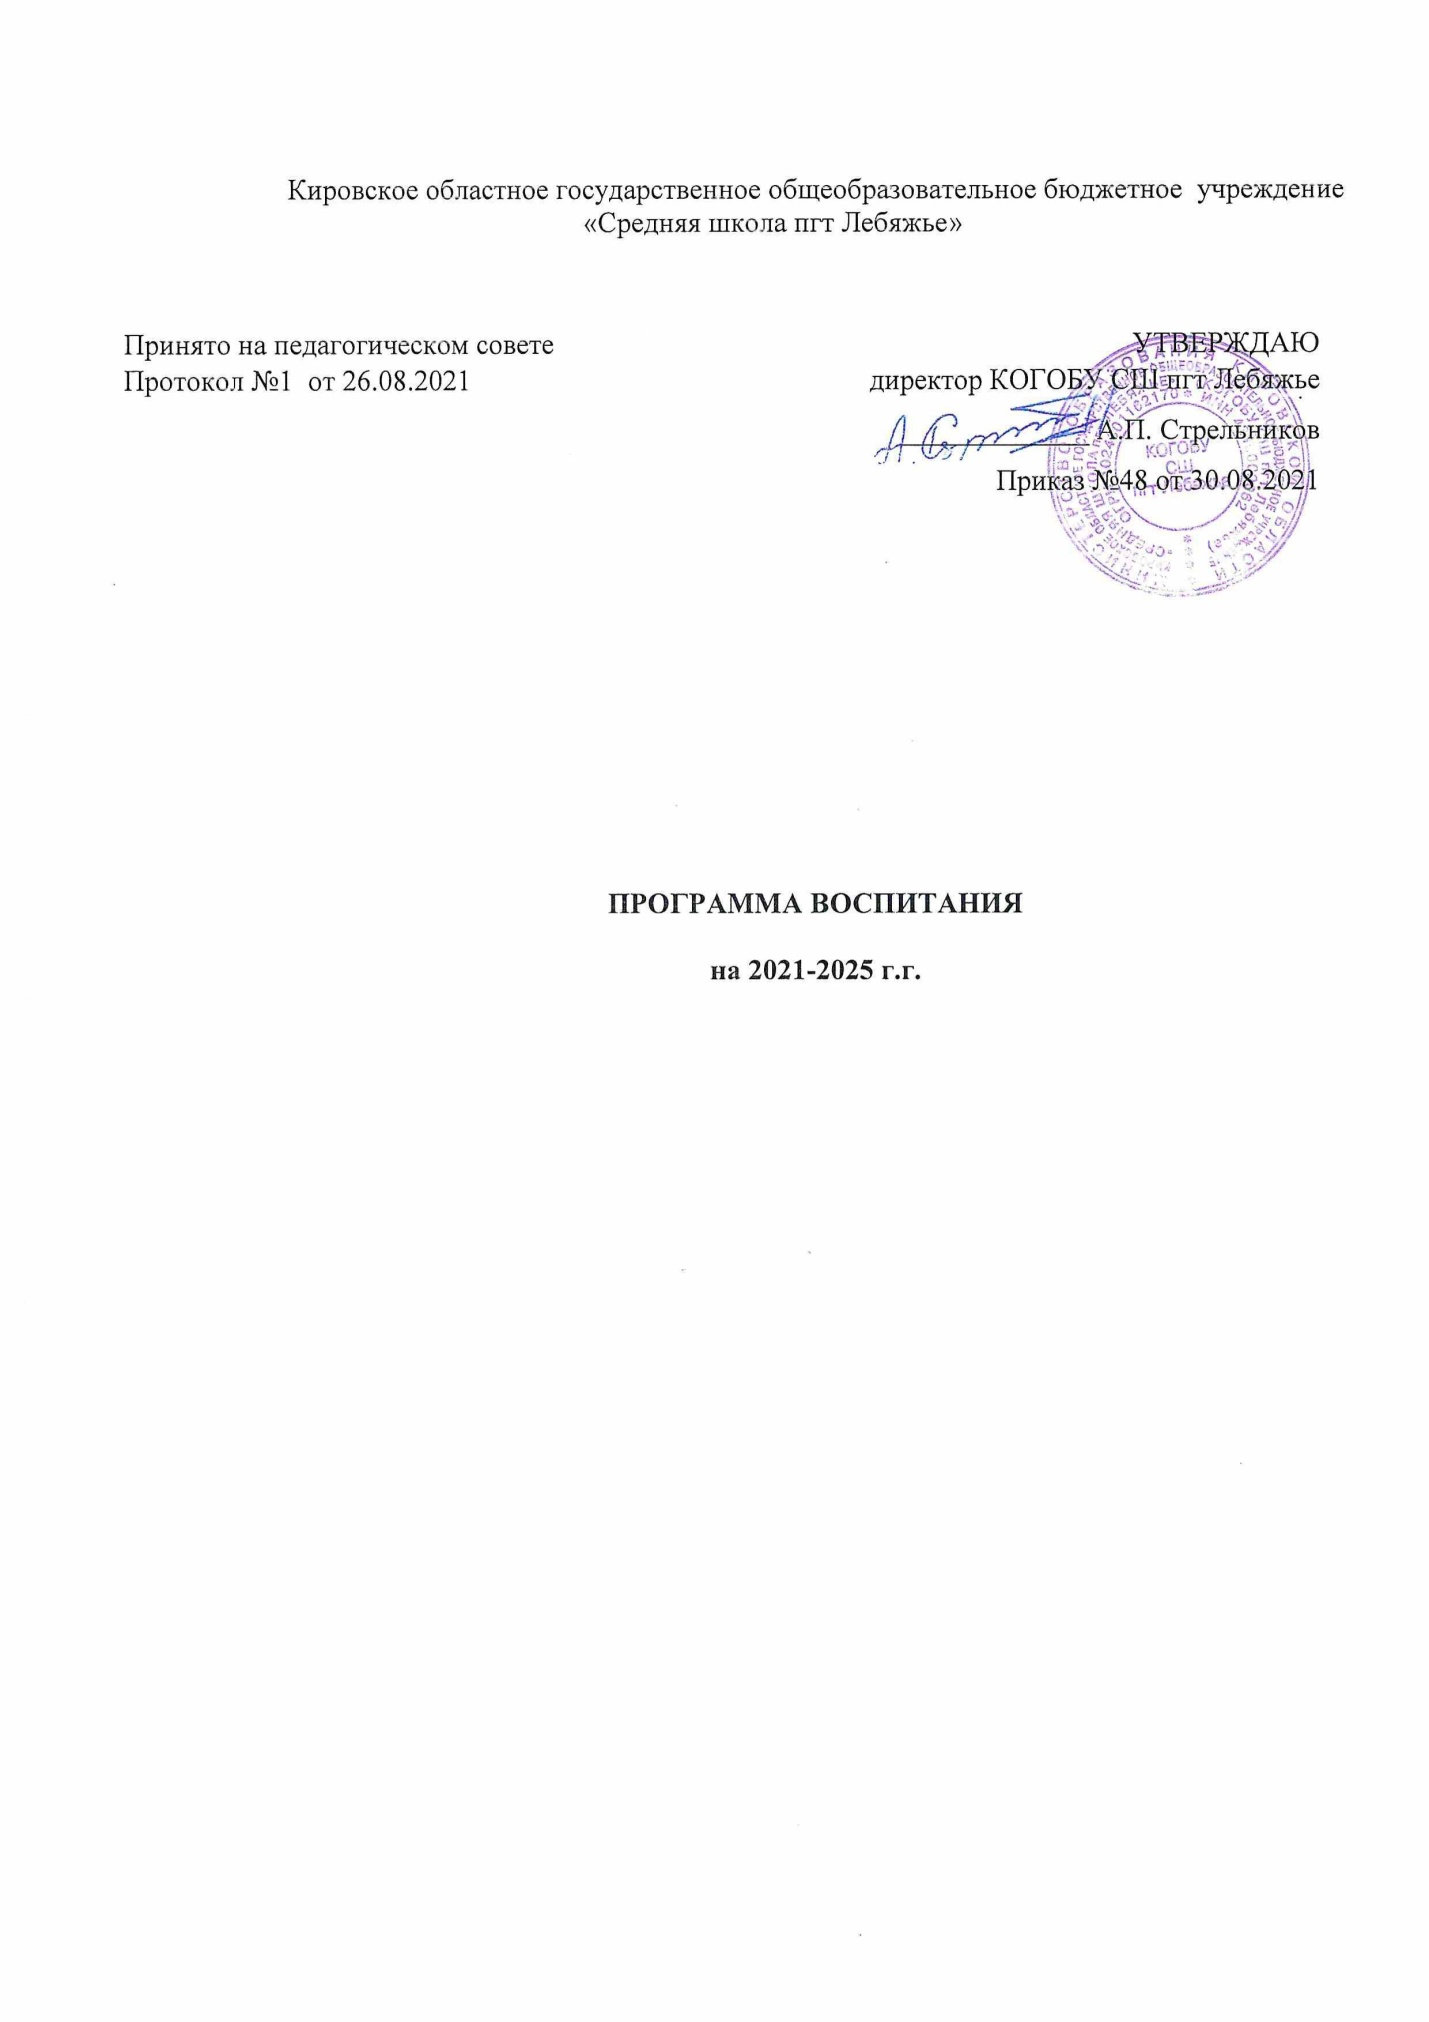 Кировское областное государственное общеобразовательное бюджетное учреждение
«Средняя школа пгт Лебяжье»
Принято на педагогическом совете
Протокол №1 от 26.08.2021
УТВЕРЖДАЮ
директор КОГОБУ СШ пгт Лебяжье
А.П. Стрельников
Приказ №48 от 30.08.2021
КОГОБУ
СШ
ПРОГРАММА ВОСПИТАНИЯ
на 2021-2025 г.г.